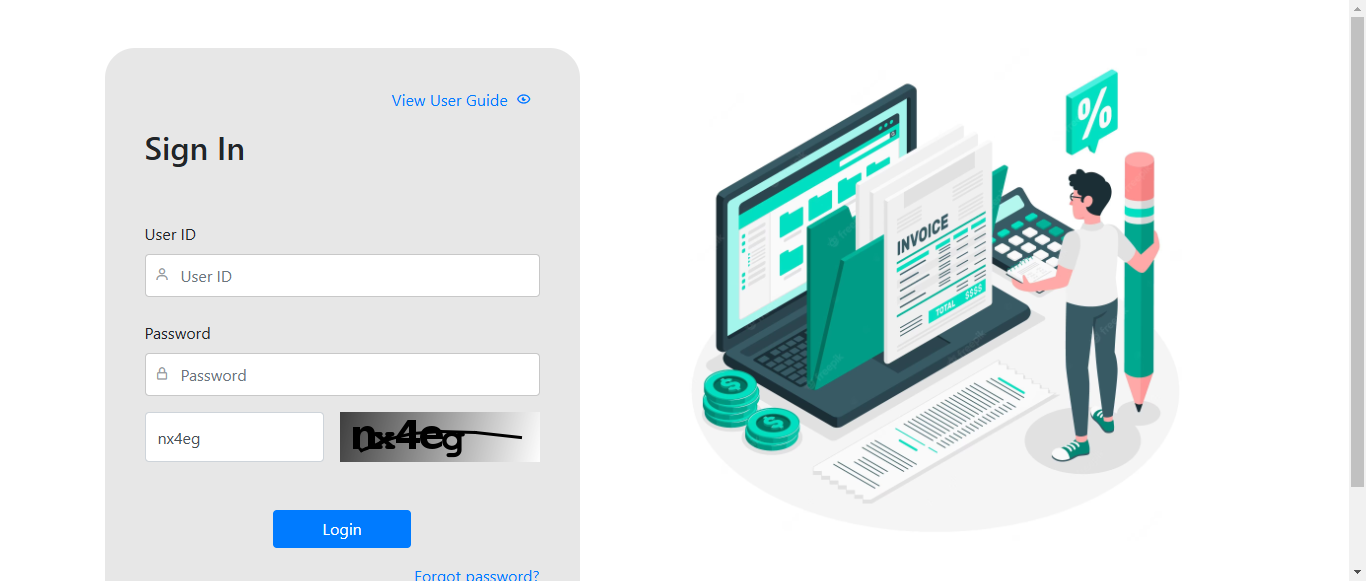 View User Guide
Sign In
User ID
User ID
Password
Password
nx4eg
nx4eg
Login
Forgot password?
%
INVOICE
TOTAL $$$$